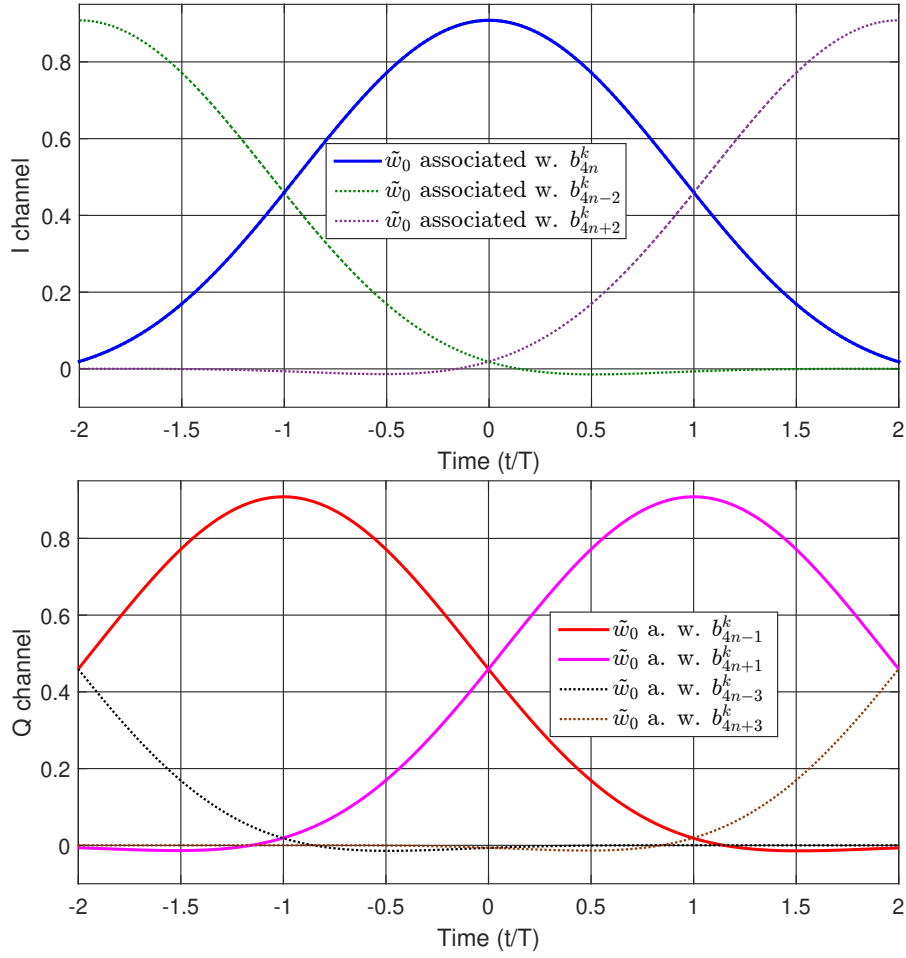 I channel
0.8
0.6
0.4
0.2
0
-2
-1.5
-1
-0.5
0
0.5
1
1.5
2
Time (t/T)
w̃₀ associated w. b^k_{4n}
w̃₀ associated w. b^k_{4n−2}
w̃₀ associated w. b^k_{4n+2}
Q channel
0.8
0.6
0.4
0.2
0
-2
-1.5
-1
-0.5
0
0.5
1
1.5
2
Time (t/T)
w̃₀ a. w. b^k_{4n−1}
w̃₀ a. w. b^k_{4n+1}
w̃₀ a. w. b^k_{4n−3}
w̃₀ a. w. b^k_{4n+3}